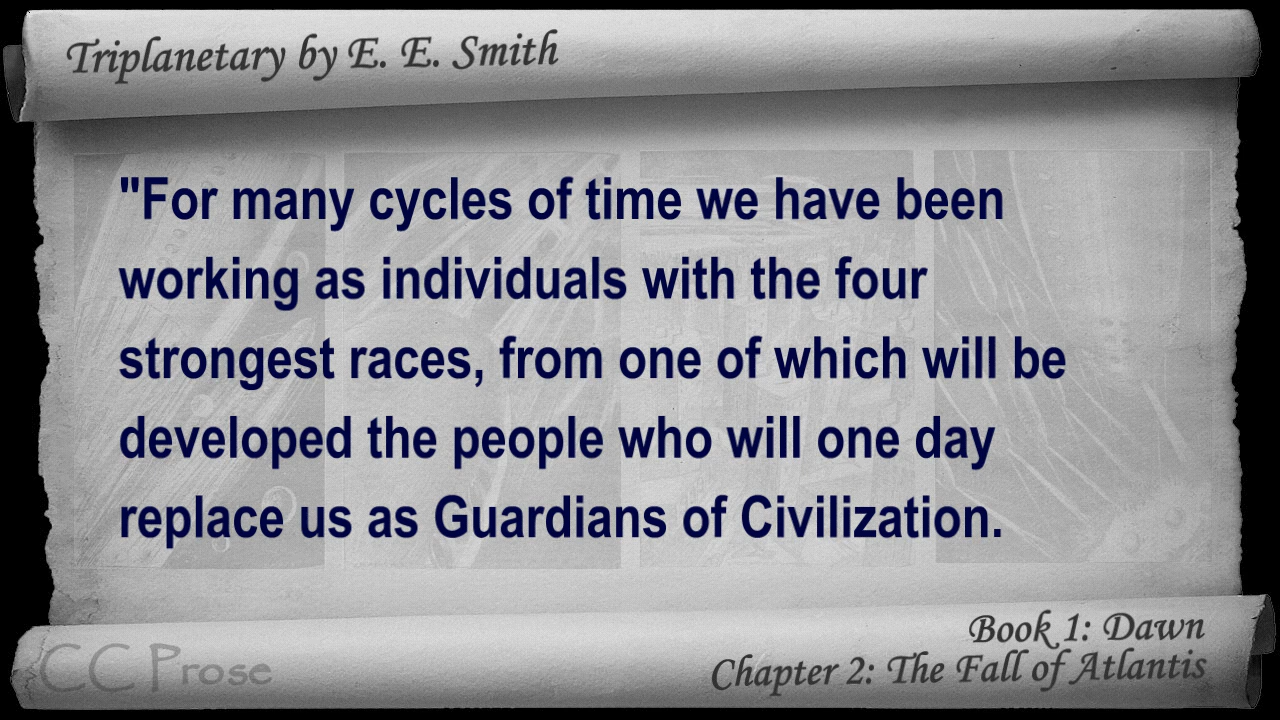 Triplanetary by E. E. Smith
"For many cycles of time we have been
working as individuals with the four
strongest races, from one of which will be
developed the people who will one day
replace us as Guardians of Civilization.
Book 1: Dawn
CC Prose
Chapter 2: The Fall of Atlantis